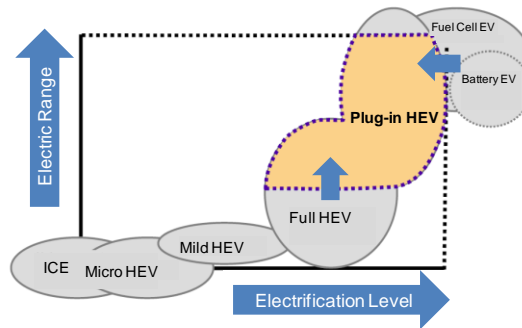 Fuel Cell EV
Battery EV
Electric Range
Plug-in HEV
Full HEV
Mild HEV
ICE
Micro HEV
Electrification Level